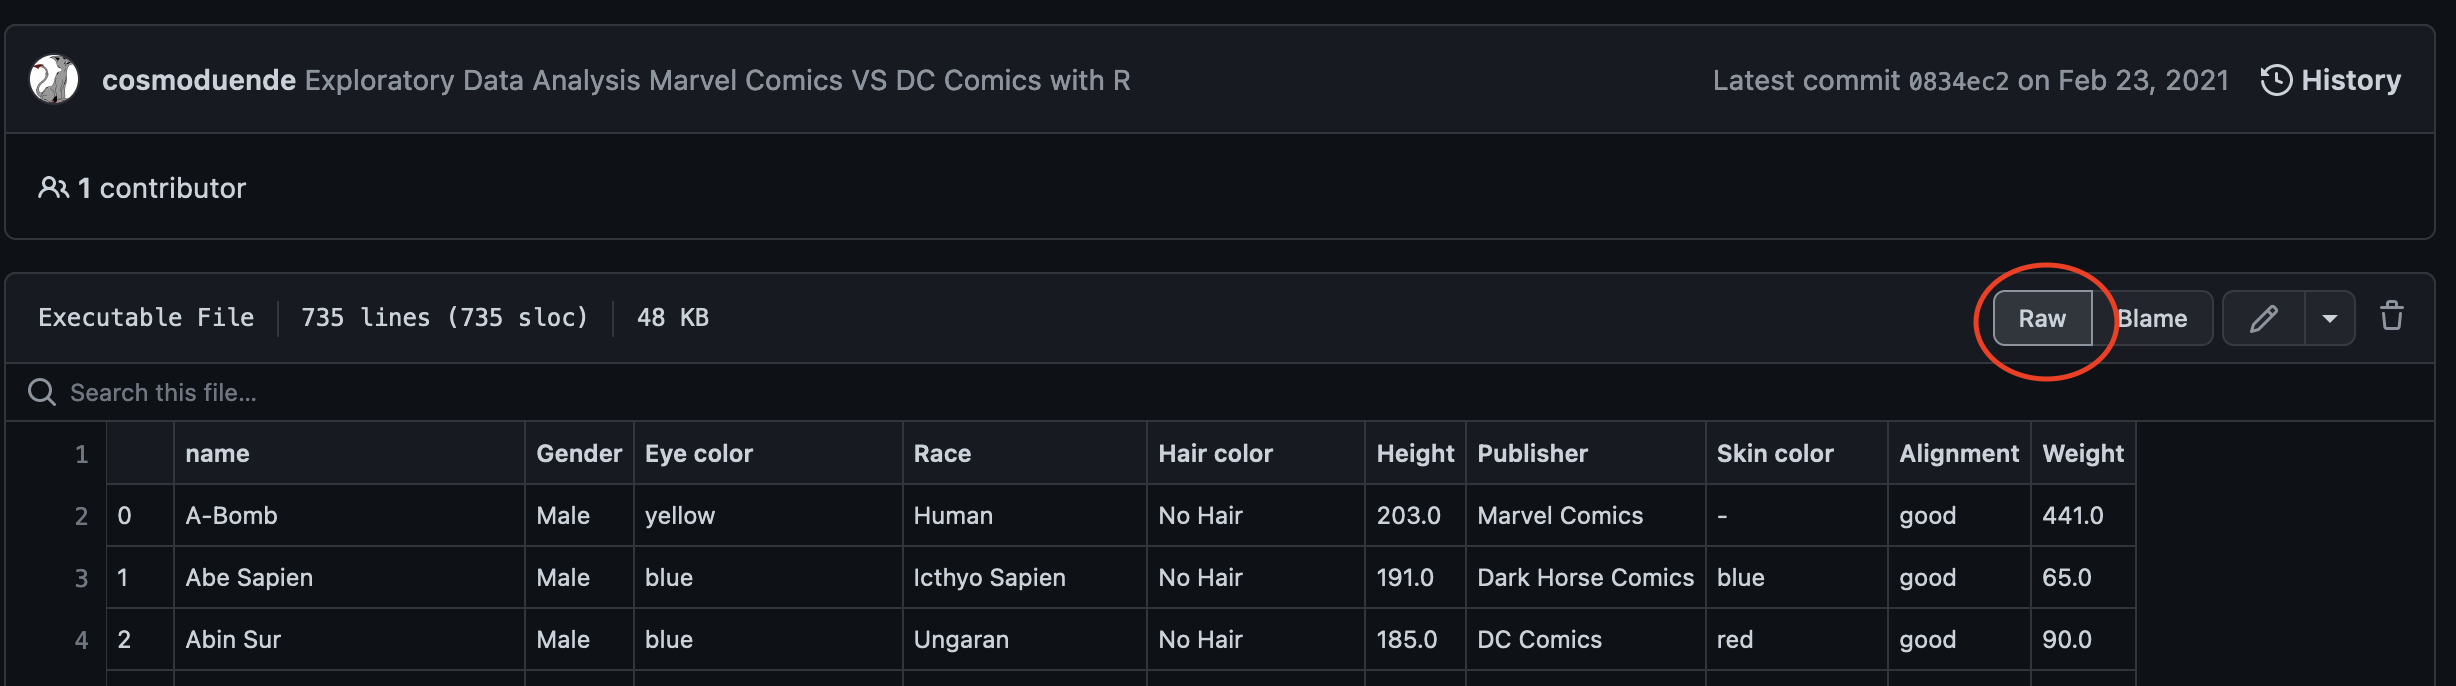 cosmoduende Exploratory Data Analysis Marvel Comics VS DC Comics with R Latest commit 0834ec2 on Feb 23, 2021 History
1 contributor
Executable File 735 lines (735 sloc) 48 KB Raw Blame
Search this file...
1 name Gender Eye color Race Hair color Height Publisher Skin color Alignment Weight
2 0 A-Bomb Male yellow Human No Hair 203.0 Marvel Comics - good 441.0
3 1 Abe Sapien Male blue Icthyo Sapien No Hair 191.0 Dark Horse Comics blue good 65.0
4 2 Abin Sur Male blue Ungaran No Hair 185.0 DC Comics red good 90.0